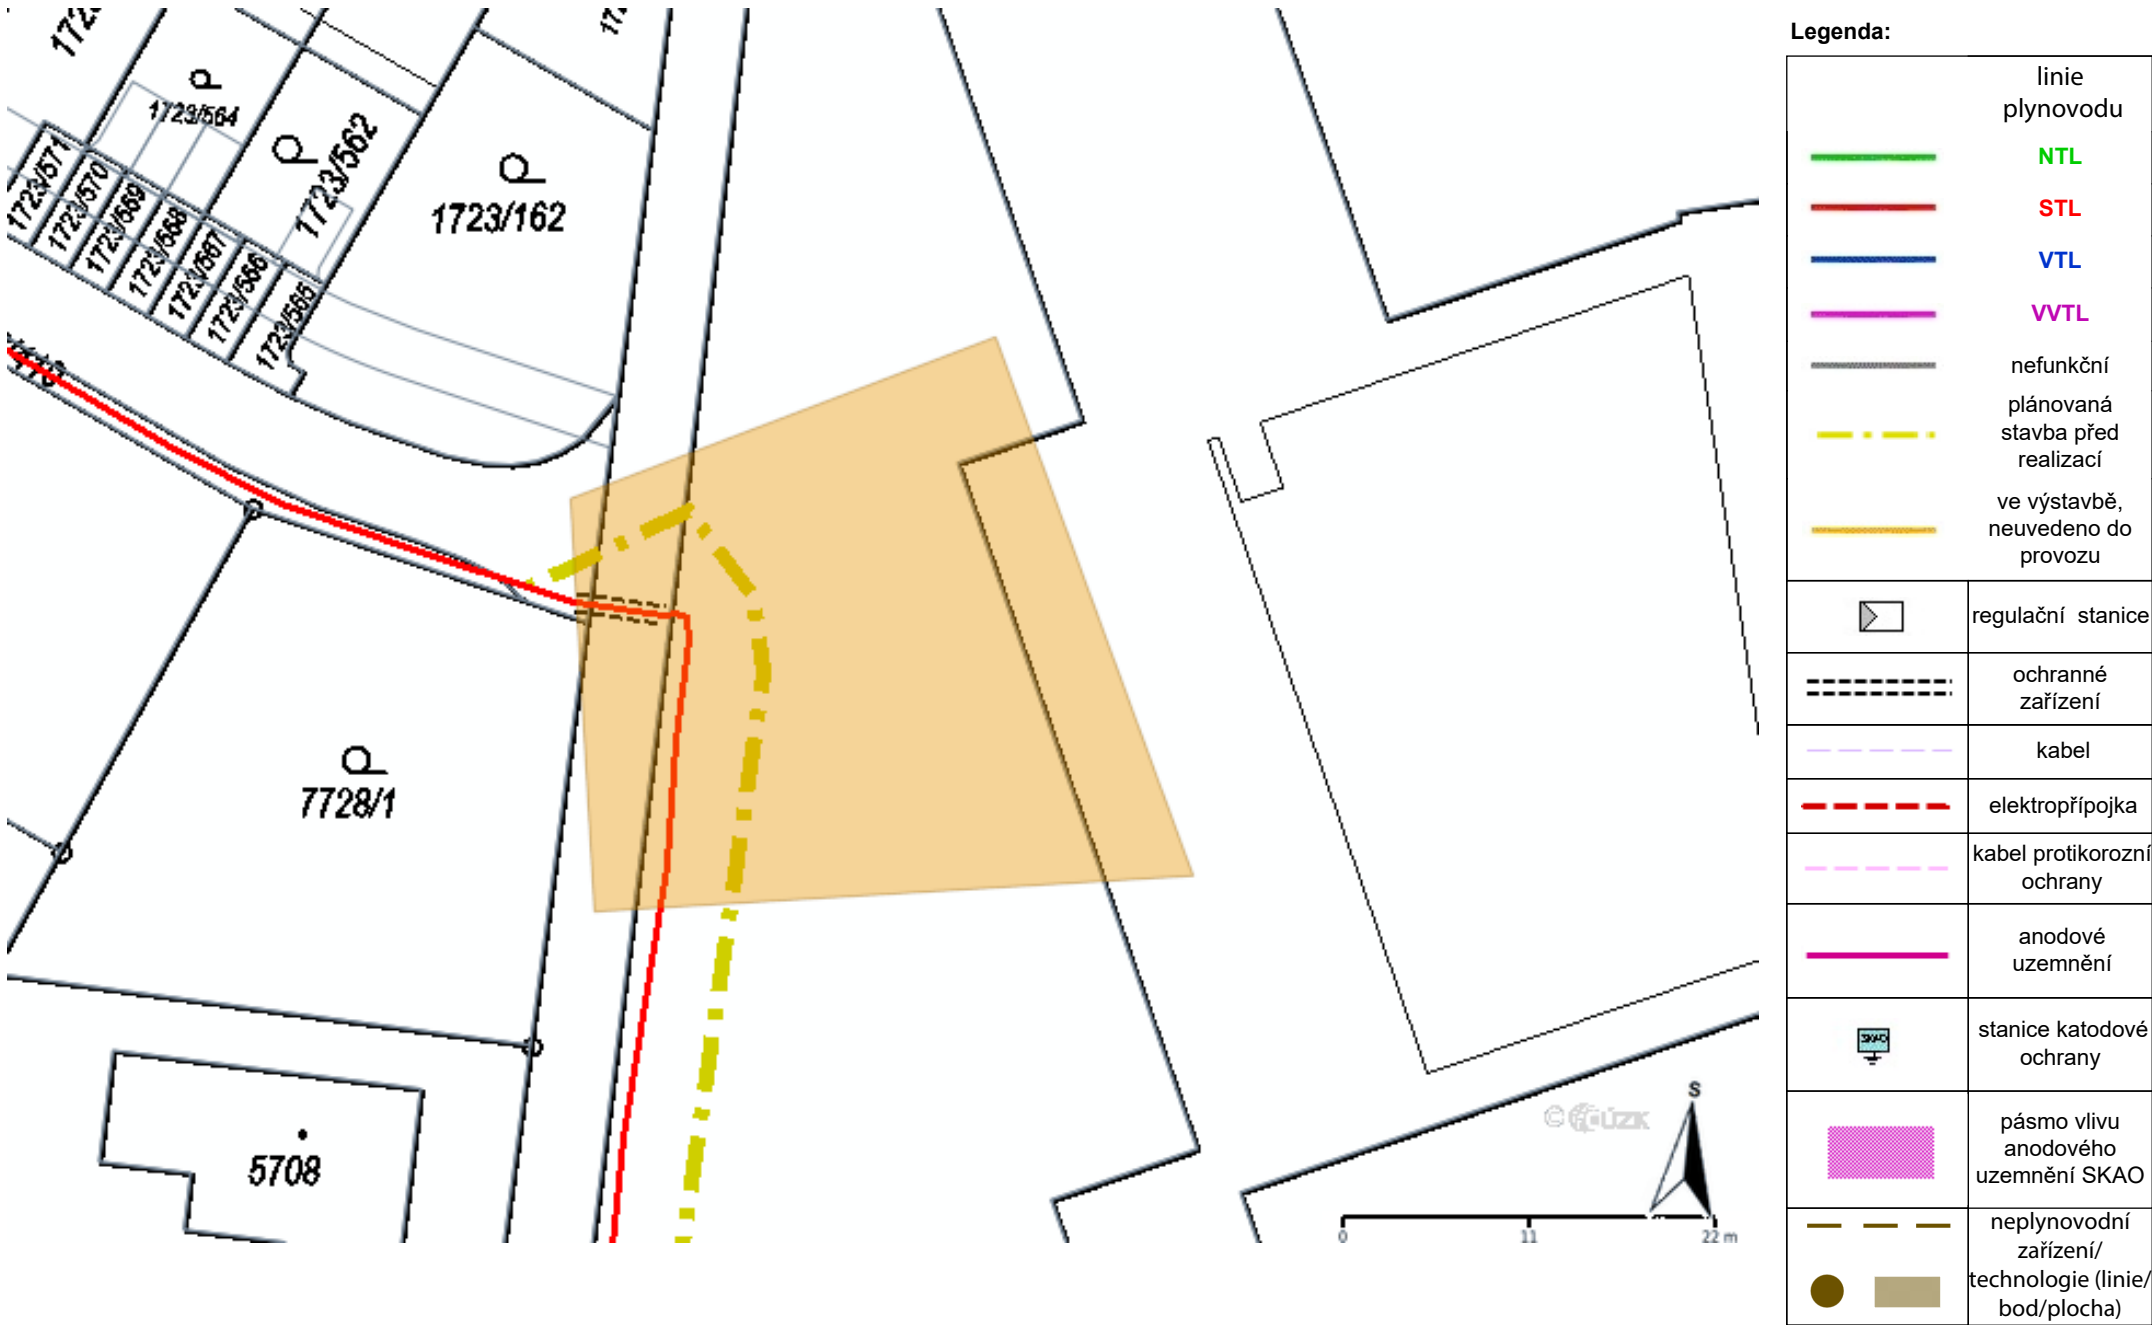 1723/564
1723/562
1723/162
1723/571
1723/570
1723/569
1723/568
1723/567
1723/566
1723/565
7728/1
5708
©
ČÚZK
S
0
11
22 m
Legenda:
linie
plynovodu
NTL
STL
VTL
VVTL
nefunkční
plánovaná
stavba před
realizací
ve výstavbě,
neuvedeno do
provozu
regulační stanice
ochranné
zařízení
kabel
elektropřípojka
kabel protikorozní
ochrany
anodové
uzemnění
SKAO
stanice katodové
ochrany
pásmo vlivu
anodového
uzemnění SKAO
neplynovodní
zařízení/
technologie (linie/
bod/plocha)